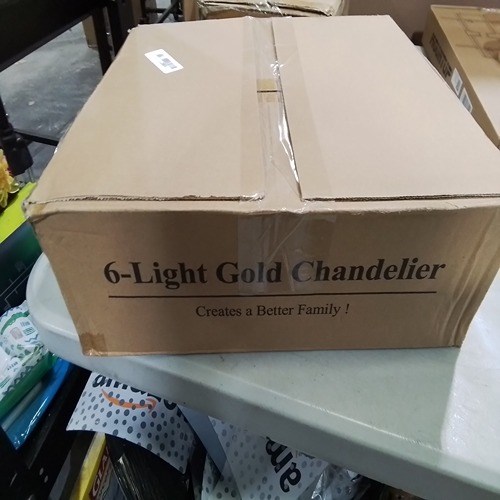 6-Light Gold Chandelier
Creates a Better Family !